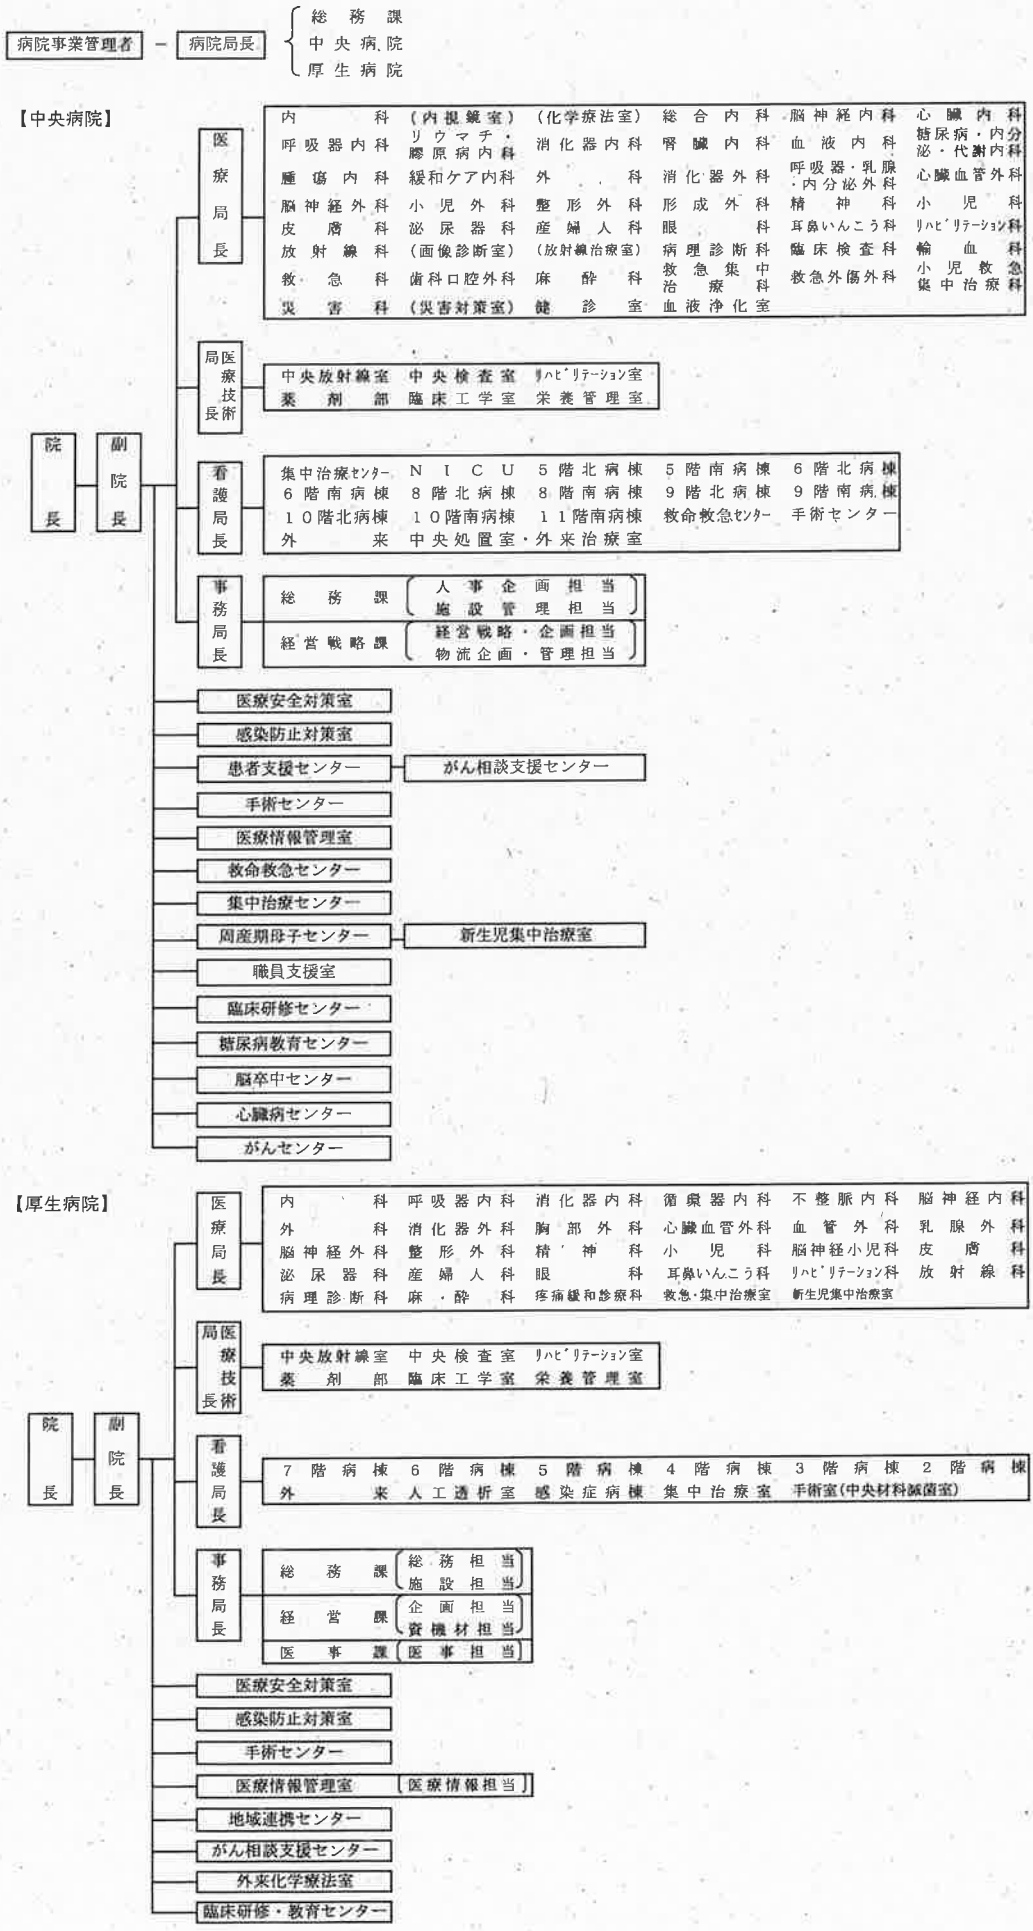 病院事業管理者 － 病院局長
総務課
中央病院
厚生病院
【中央病院】
医療局長
内科 (内視鏡室) (化学療法室) 総合内科 脳神経内科 心臓内科
呼吸器内科 リウマチ・膠原病内科 消化器内科 腎臓内科 血液内科 糖尿病・内分泌・代謝内科
腫瘍内科 緩和ケア内科 外科 消化器外科 呼吸器・乳腺・内分泌外科 心臓血管外科
脳神経外科 小児外科 整形外科 形成外科 精神科 小児科
皮膚科 泌尿器科 産婦人科 眼科 耳鼻いんこう科 リハビリテーション科
放射線科 (画像診断室) (放射線治療室) 病理診断科 臨床検査科 輸血科
救急科 歯科口腔外科 麻酔科 救急集中治療科 救急外傷外科 小児救急集中治療科
災害科 (災害対策室) 健診室 血液浄化室
医療技術局長
中央放射線室 中央検査室 リハビリテーション室
薬剤部 臨床工学室 栄養管理室
院長
副院長
看護局長
集中治療センター NICU 5階北病棟 5階南病棟 6階北病棟
6階南病棟 8階北病棟 8階南病棟 9階北病棟 9階南病棟
10階北病棟 10階南病棟 11階南病棟 救命救急センター 手術センター
外来 中央処置室・外来治療室
事務局長
総務課 人事企画担当
施設管理担当
経営戦略課 経営戦略・企画担当
物流企画・管理担当
医療安全対策室
感染防止対策室
患者支援センター がん相談支援センター
手術センター
医療情報管理室
救命救急センター
集中治療センター
周産期母子センター 新生児集中治療室
職員支援室
臨床研修センター
糖尿病教育センター
脳卒中センター
心臓病センター
がんセンター
【厚生病院】
医療局長
内科 呼吸器内科 消化器内科 循環器内科 不整脈内科 脳神経内科
外科 消化器外科 胸部外科 心臓血管外科 血管外科 乳腺外科
脳神経外科 整形外科 精神科 小児科 脳神経小児科 皮膚科
泌尿器科 産婦人科 眼科 耳鼻いんこう科 リハビリテーション科 放射線科
病理診断科 麻酔科 疼痛緩和診療科 救急・集中治療室 新生児集中治療室
医療技術局長
中央放射線室 中央検査室 リハビリテーション室
薬剤部 臨床工学室 栄養管理室
院長
副院長
看護局長
7階病棟 6階病棟 5階病棟 4階病棟 3階病棟 2階病棟
外来 人工透析室 感染症病棟 集中治療室 手術室(中央材料滅菌室)
事務局長
総務課 総務担当
施設担当
経営課 企画担当
資機材担当
医事課 [医事担当]
医療安全対策室
感染防止対策室
手術センター
医療情報管理室 [医療情報担当]
地域連携センター
がん相談支援センター
外来化学療法室
臨床研修・教育センター